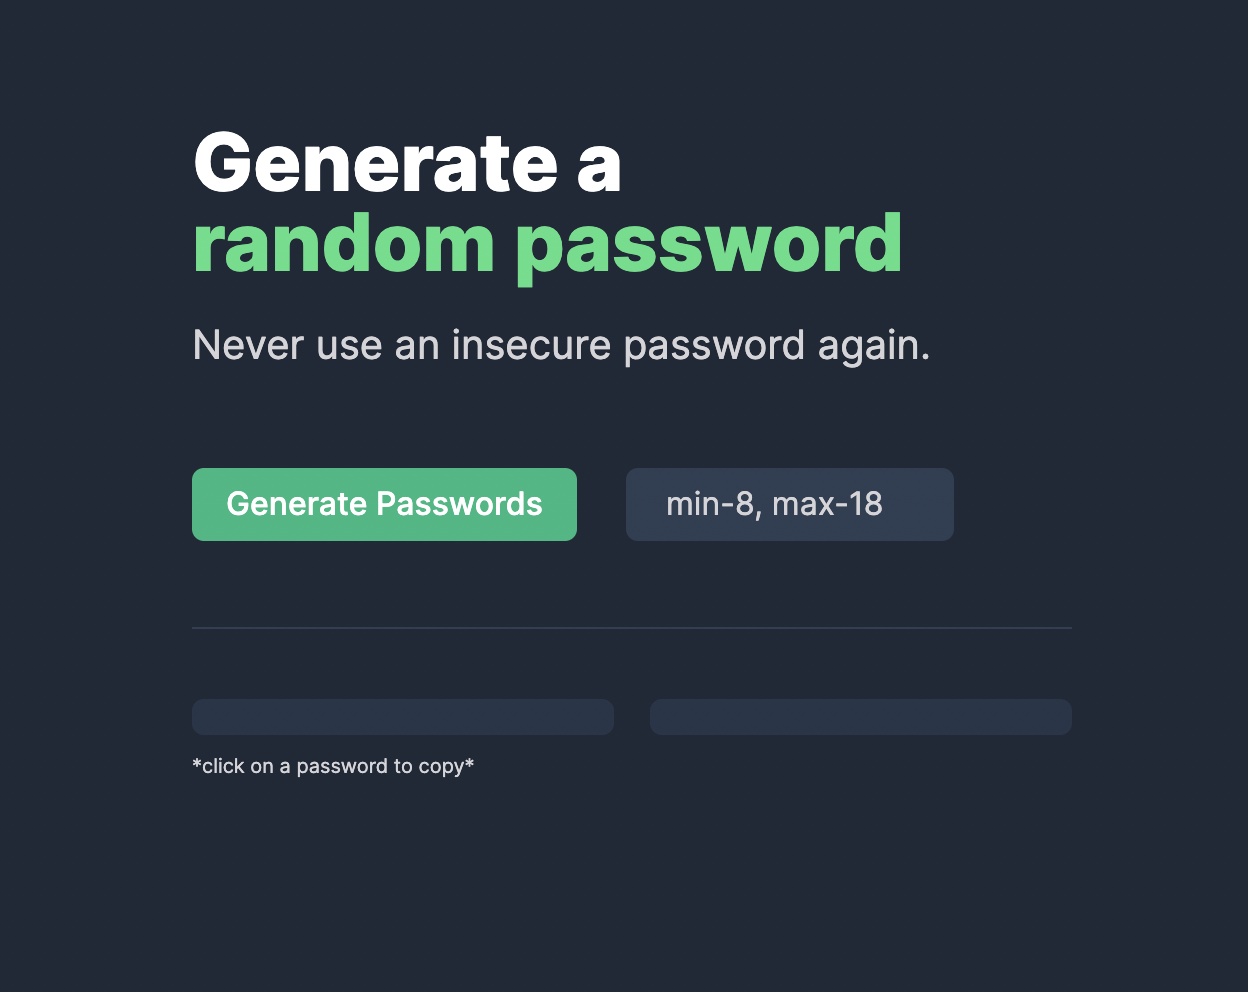 Generate a
random password
Never use an insecure password again.
Generate Passwords
min-8, max-18
*click on a password to copy*